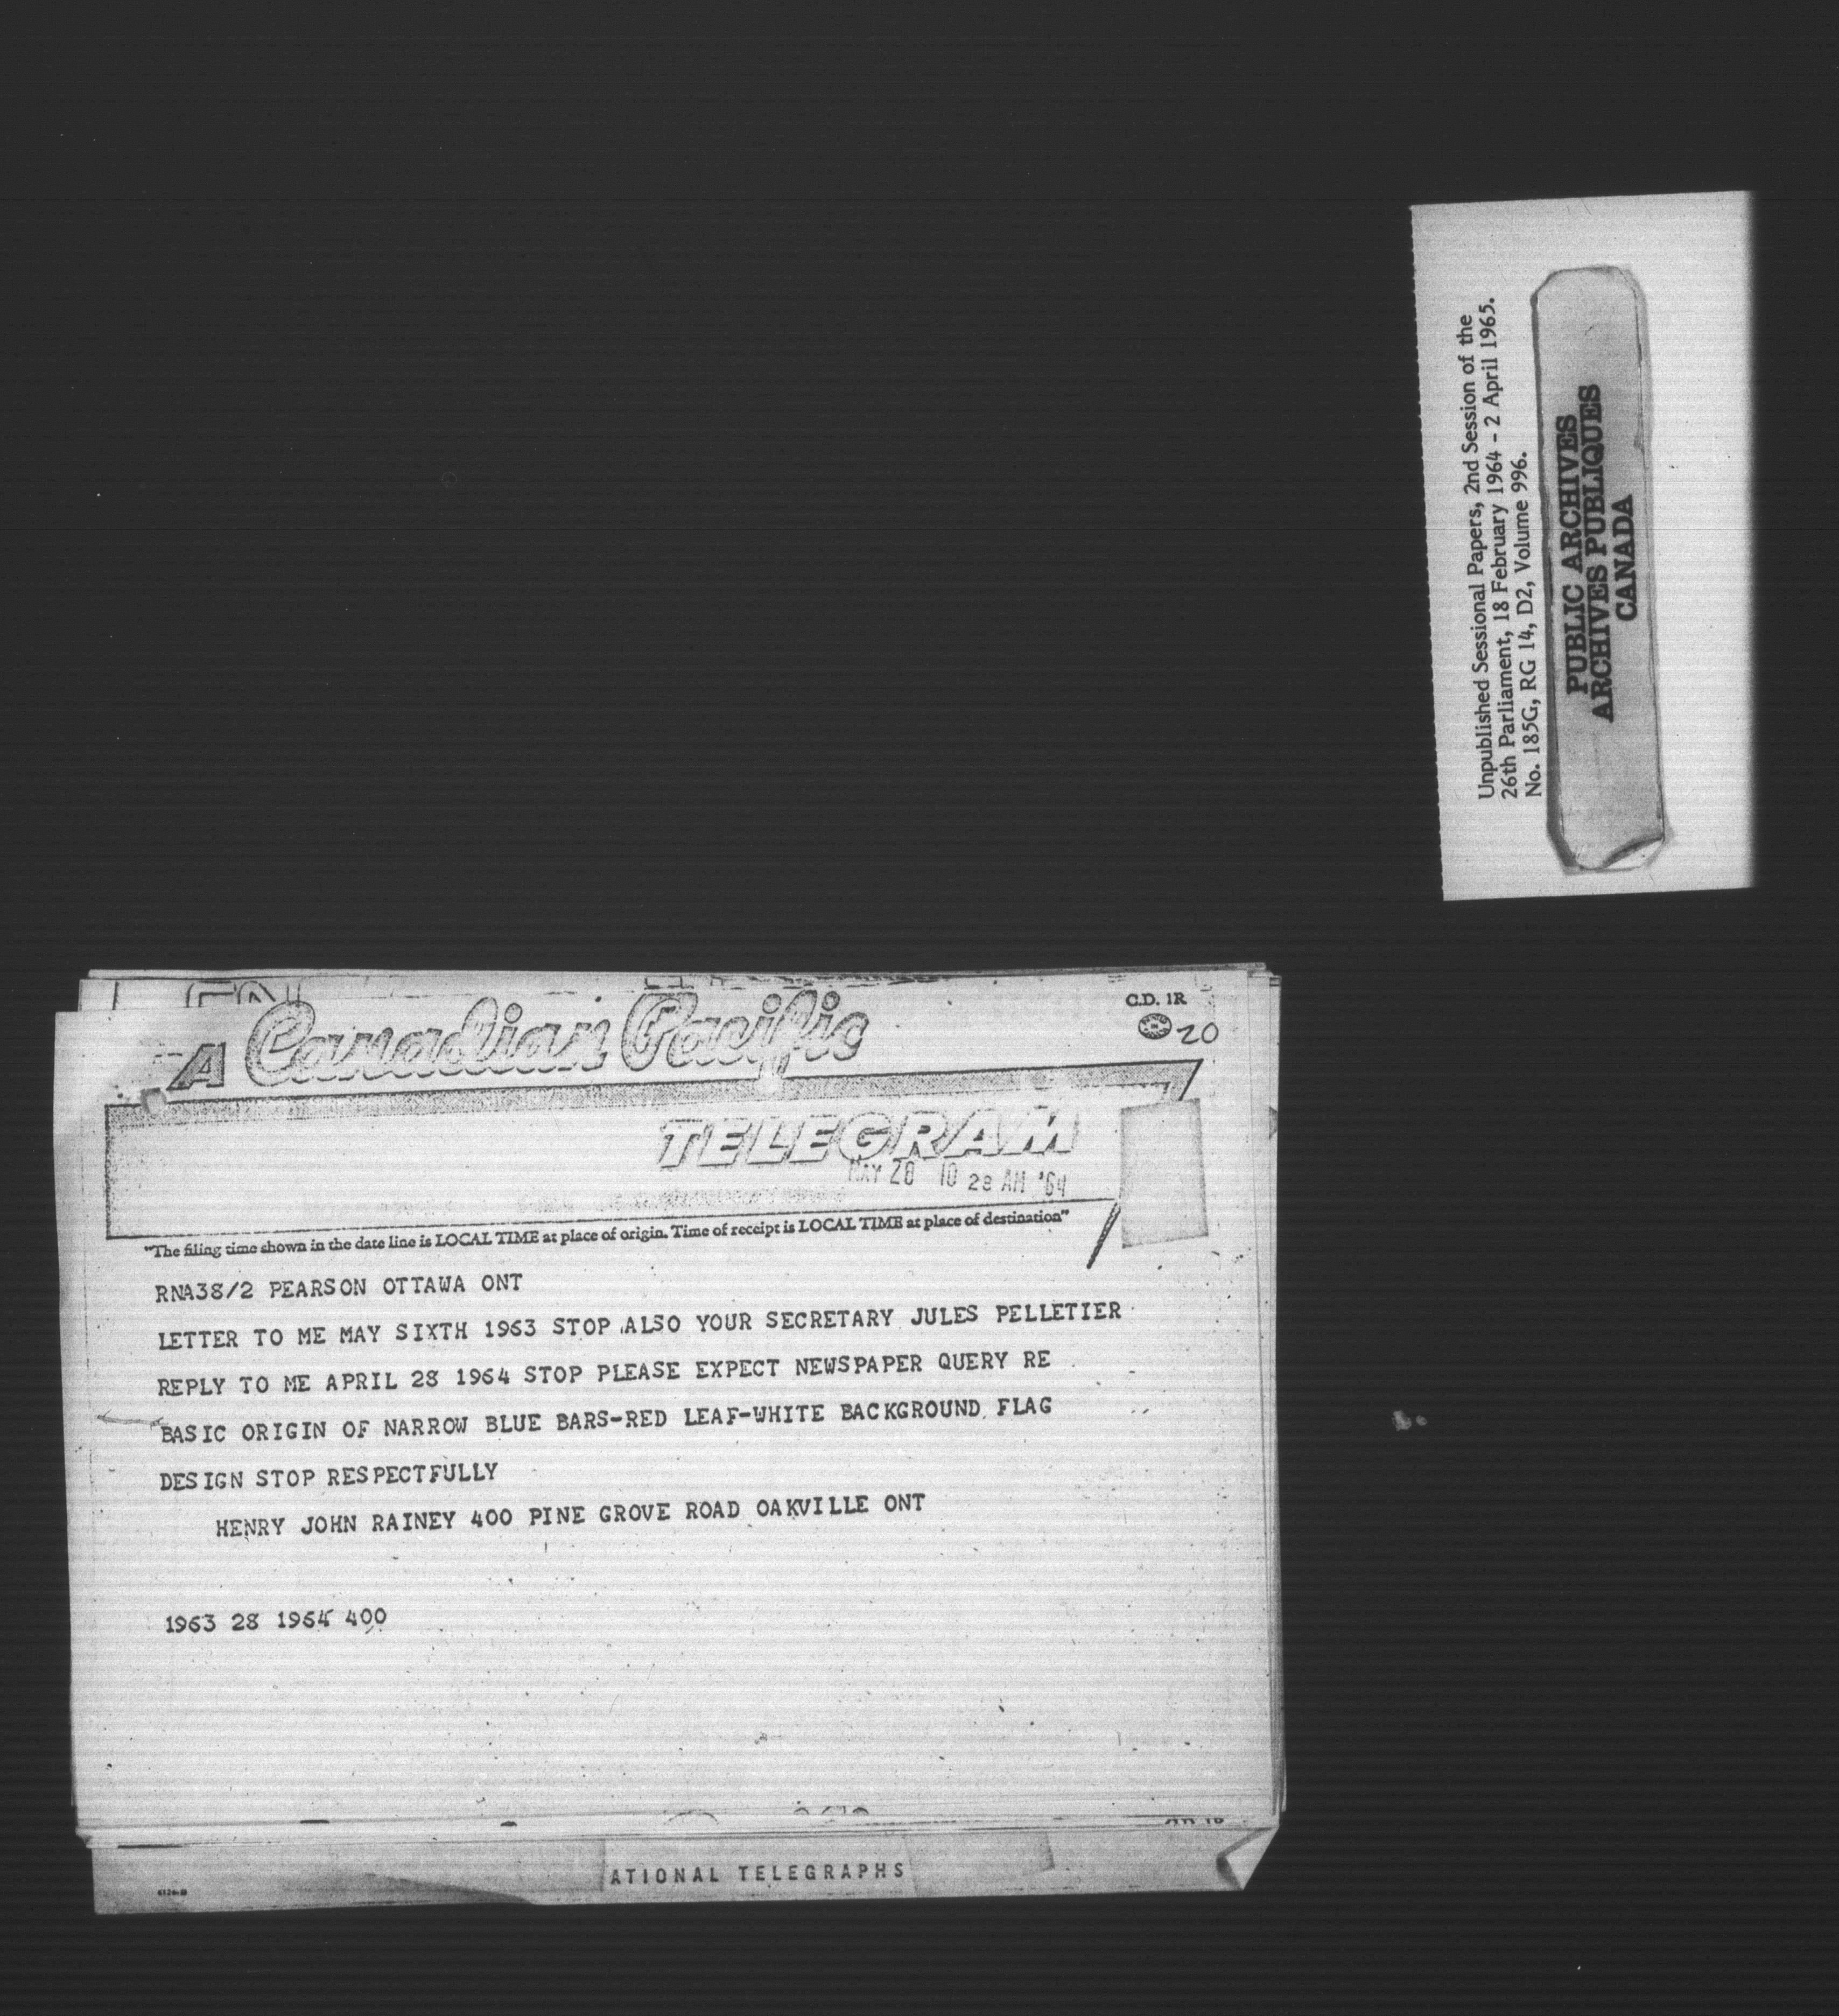 Unpublished Sessional Papers, 2nd Session of the
26th Parliament, 18 February 1964 - 2 April 1965.
No. 185G, RG 14, D2, Volume 996.
PUBLIC ARCHIVES
ARCHIVES PUBLIQUES
CANADA
C.D. 1R
20
A Canadian Pacific
TELEGRAM
MAY 28 10 28 AM '64
"The filing time shown in the date line is LOCAL TIME at place of origin. Time of receipt is LOCAL TIME at place of destination"
RNA38/2 PEARSON OTTAWA ONT
LETTER TO ME MAY SIXTH 1963 STOP ALSO YOUR SECRETARY JULES PELLETIER
REPLY TO ME APRIL 28 1964 STOP PLEASE EXPECT NEWSPAPER QUERY RE
BASIC ORIGIN OF NARROW BLUE BARS-RED LEAF-WHITE BACKGROUND FLAG
DESIGN STOP RESPECTFULLY
HENRY JOHN RAINEY 400 PINE GROVE ROAD OAKVILLE ONT
1963 28 1964 400
ATIONAL TELEGRAPHS